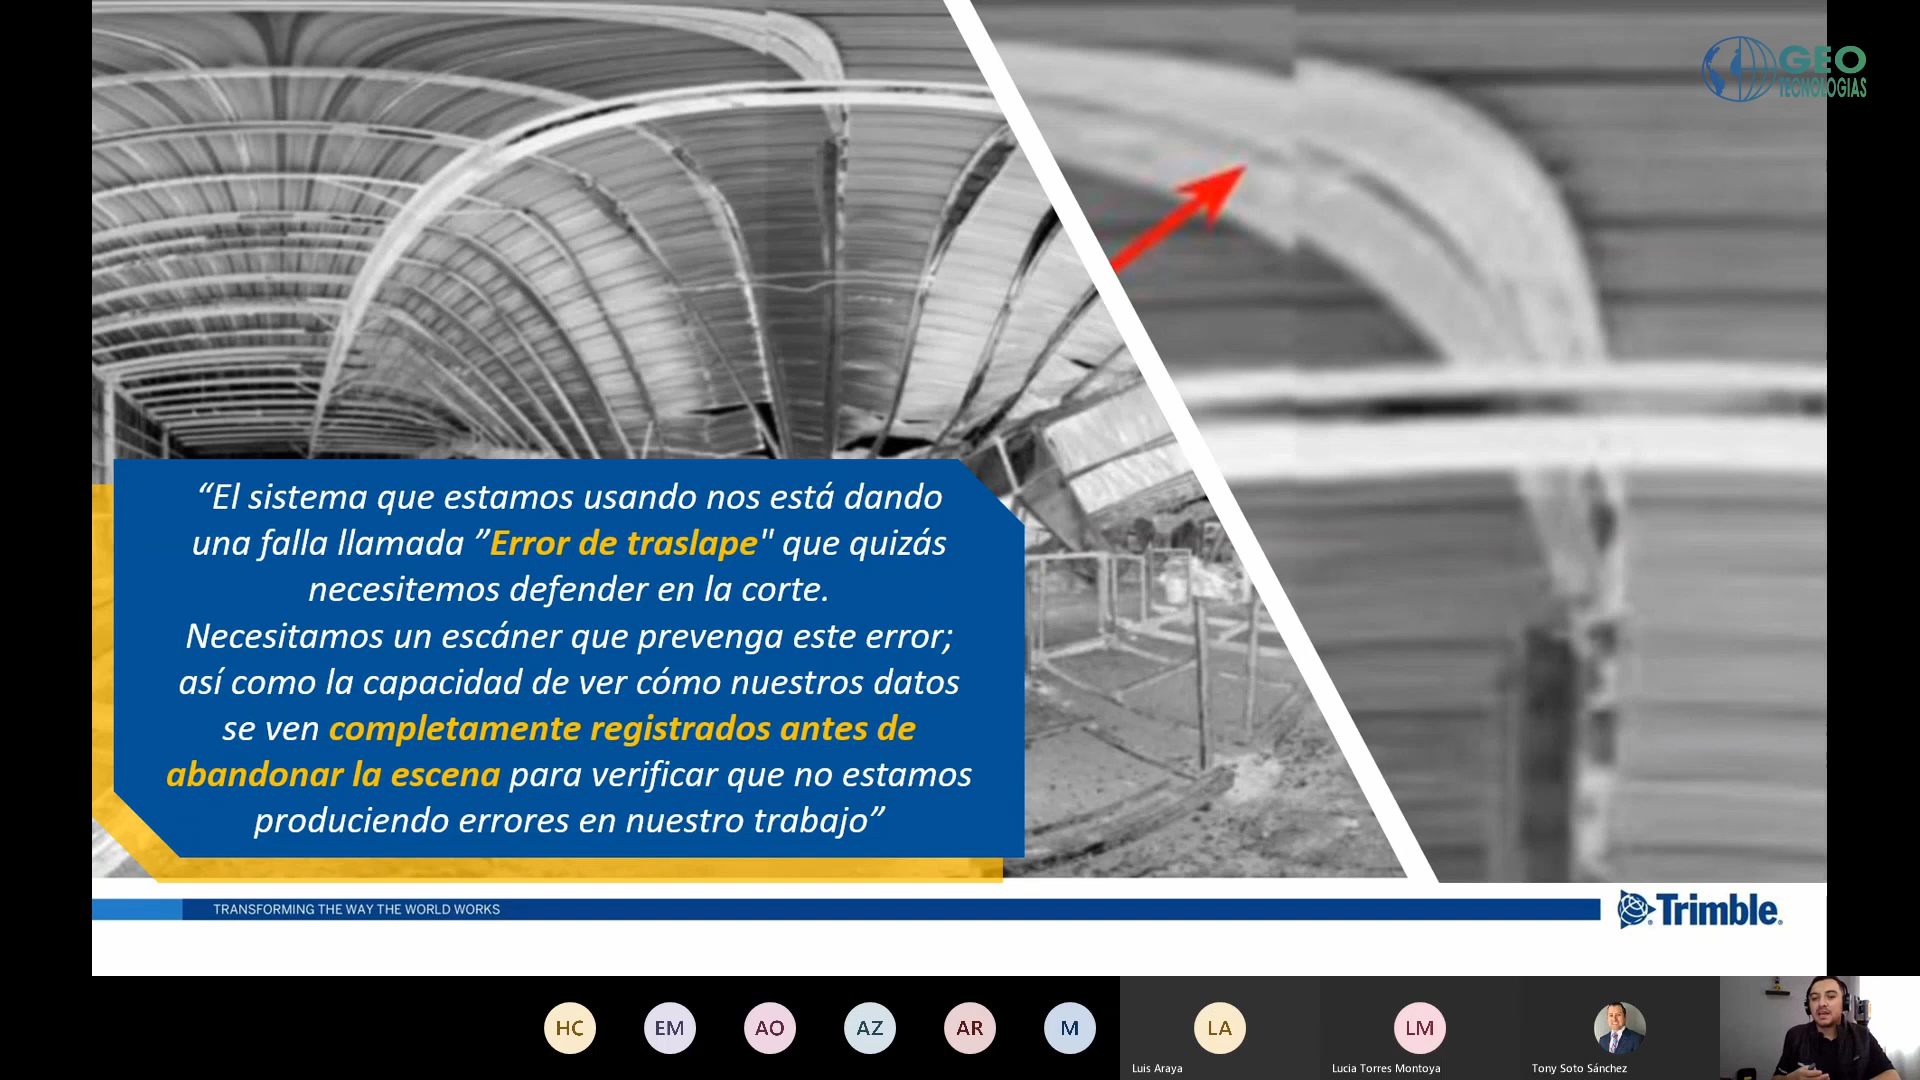 GEO
TECNOLOGIAS
“El sistema que estamos usando nos está dando
una falla llamada ”Error de traslape" que quizás
necesitemos defender en la corte.
Necesitamos un escáner que prevenga este error;
así como la capacidad de ver cómo nuestros datos
se ven completamente registrados antes de
abandonar la escena para verificar que no estamos
produciendo errores en nuestro trabajo”
TRANSFORMING THE WAY THE WORLD WORKS
Trimble
HC
EM
AO
AZ
AR
M
LA
LM
Luis Araya
Lucia Torres Montoya
Tony Soto Sánchez